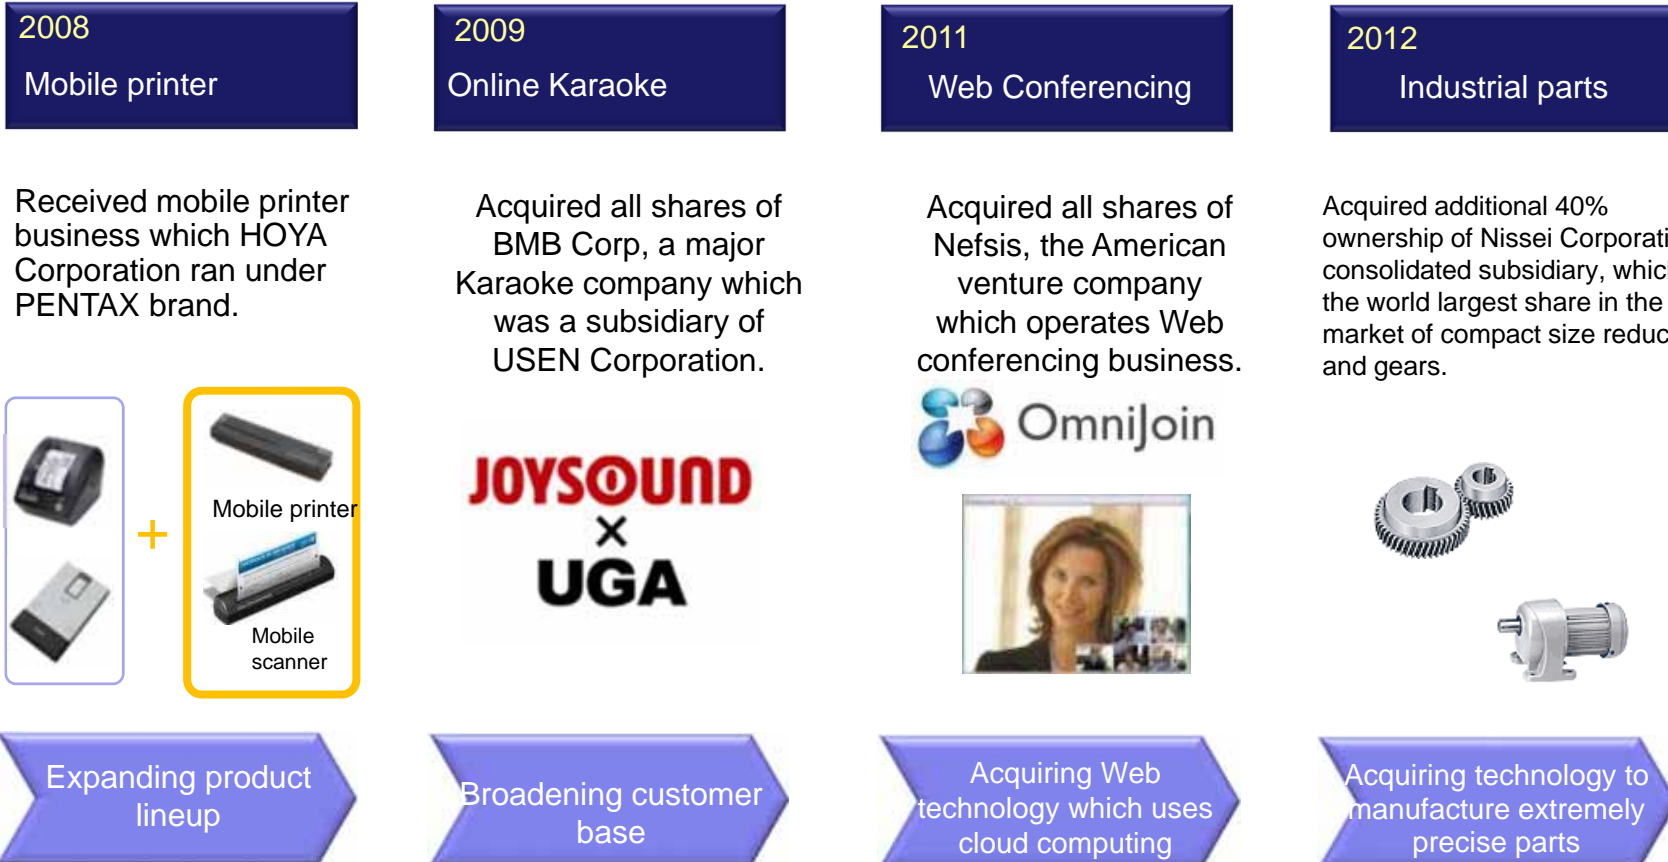 2008
Mobile printer
Received mobile printer
business which HOYA
Corporation ran under
PENTAX brand.
+
Mobile printer
Mobile
scanner
Expanding product
lineup
2009
Online Karaoke
Acquired all shares of
BMB Corp, a major
Karaoke company which
was a subsidiary of
USEN Corporation.
JOYSOUND
×
UGA
Broadening customer
base
2011
Web Conferencing
Acquired all shares of
Nefsis, the American
venture company
which operates Web
conferencing business.
OmniJoin
Acquiring Web
technology which uses
cloud computing
2012
Industrial parts
Acquired additional 40%
ownership of Nissei Corporati
consolidated subsidiary, which
the world largest share in the
market of compact size reduc
and gears.
Acquiring technology to
manufacture extremely
precise parts